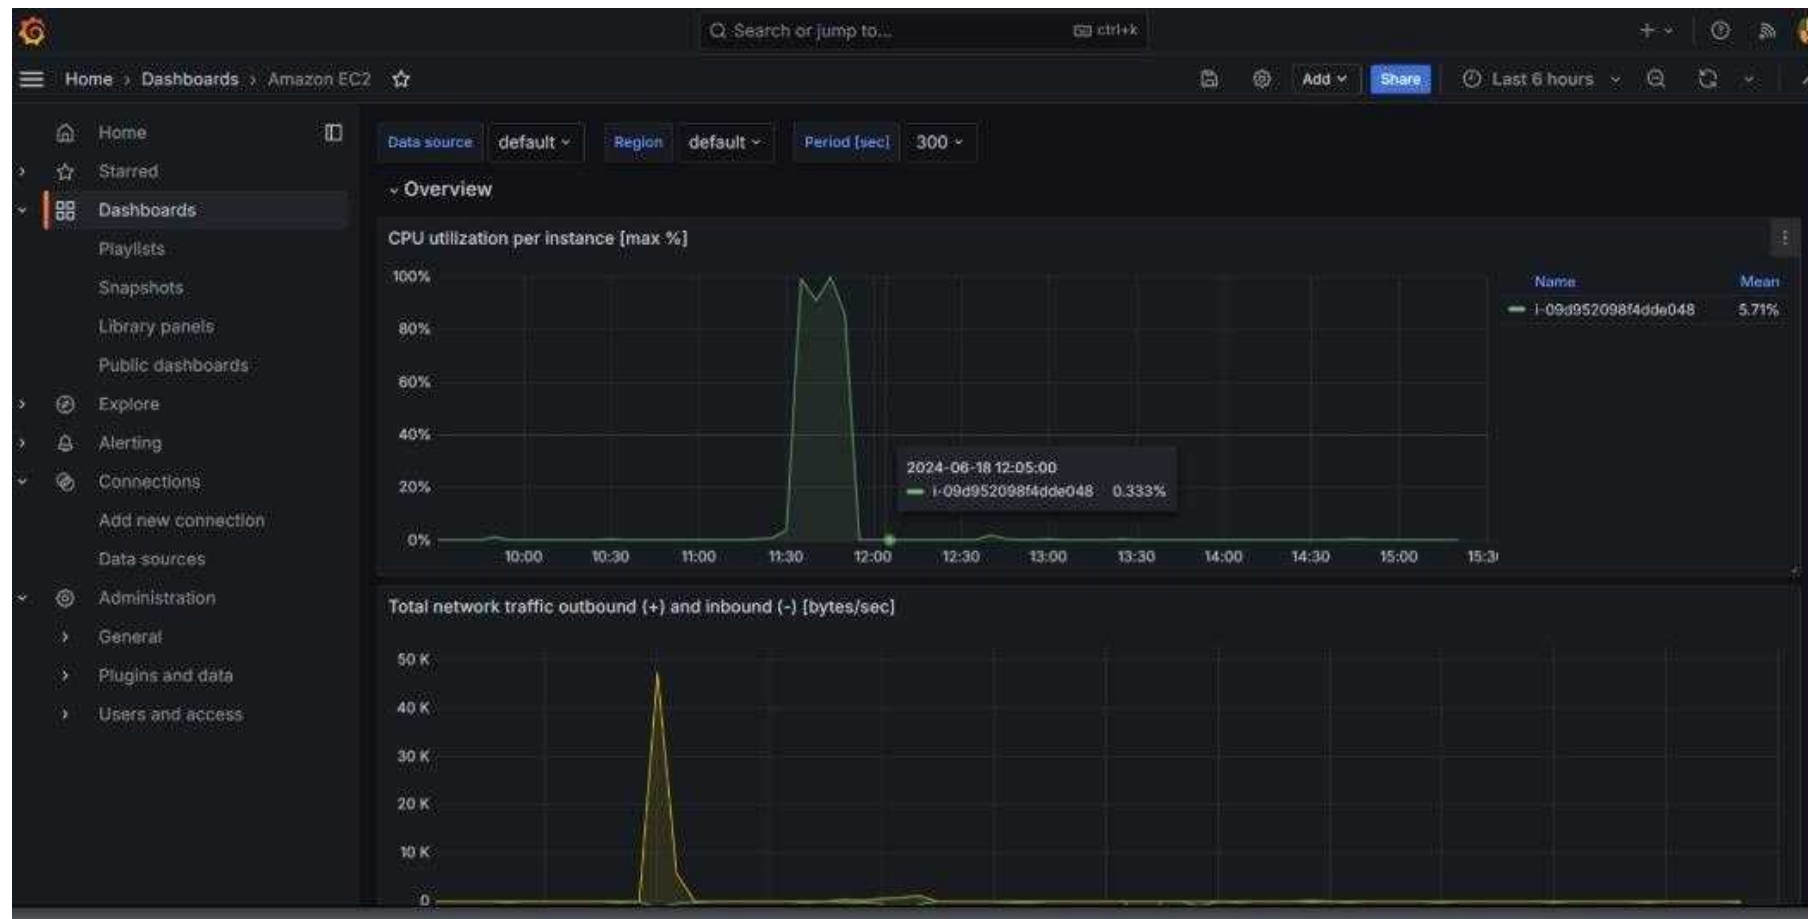 Search or jump to... ctrl+k
Home › Dashboards › Amazon EC2 Add Share Last 6 hours
Home
Starred
Dashboards
Playlists
Snapshots
Library panels
Public dashboards
Explore
Alerting
Connections
Add new connection
Data sources
Administration
General
Plugins and data
Users and access
Data source default Region default Period [sec] 300
Overview
CPU utilization per instance [max %]
100%
80%
60%
40%
20%
0%
10:00 10:30 11:00 11:30 12:00 12:30 13:00 13:30 14:00 14:30 15:00 15:3
2024-06-18 12:05:00
i-09d952098f4dde048 0.333%
Name Mean
i-09d952098f4dde048 5.71%
Total network traffic outbound (+) and inbound (-) [bytes/sec]
50 K
40 K
30 K
20 K
10 K
0